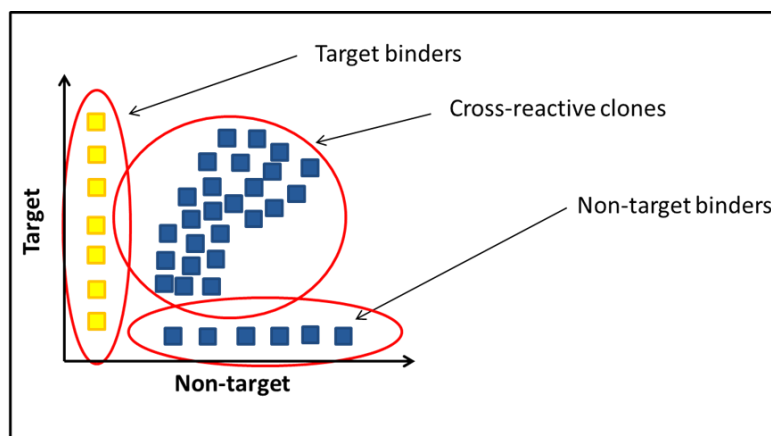 Target binders
Cross-reactive clones
Non-target binders
Target
Non-target